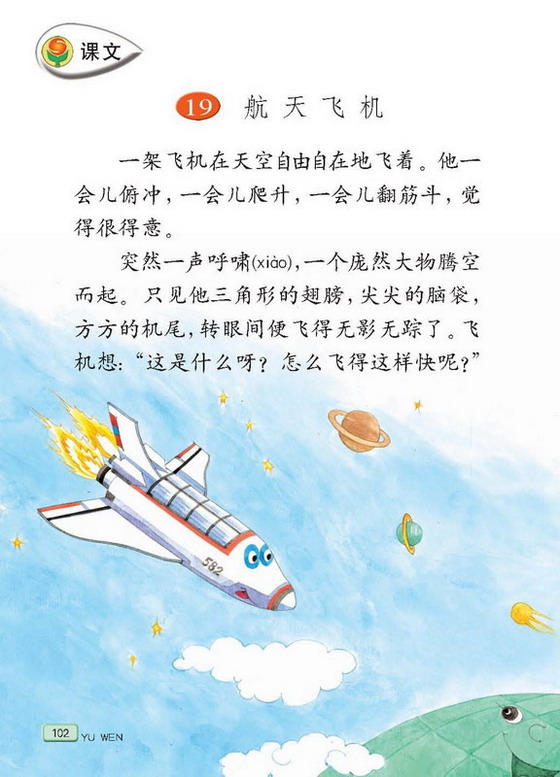 课文
19 航天飞机
一架飞机在天空自由自在地飞着。他一
会儿俯冲，一会儿爬升，一会儿翻筋斗，觉
得很得意。
突然一声呼啸(xiào)，一个庞然大物腾空
而起。只见他三角形的翅膀，尖尖的脑袋，
方方的机尾，转眼间便飞得无影无踪了。飞
机想：“这是什么呀？怎么飞得这样快呢？”
582
102 YU WEN